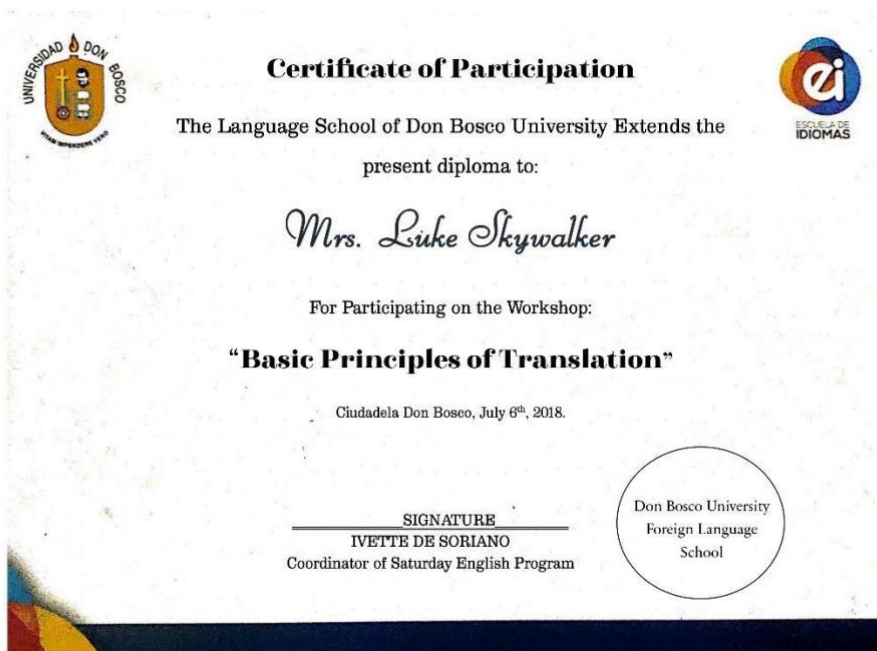 UNIVERSIDAD DON BOSCO
Certificate of Participation
ei
ESCUELA DE
IDIOMAS
The Language School of Don Bosco University Extends the
present diploma to:
Mrs. Luke Skywalker
For Participating on the Workshop:
“Basic Principles of Translation”
Ciudadela Don Bosco, July 6th, 2018.
SIGNATURE
IVETTE DE SORIANO
Coordinator of Saturday English Program
Don Bosco University
Foreign Language
School